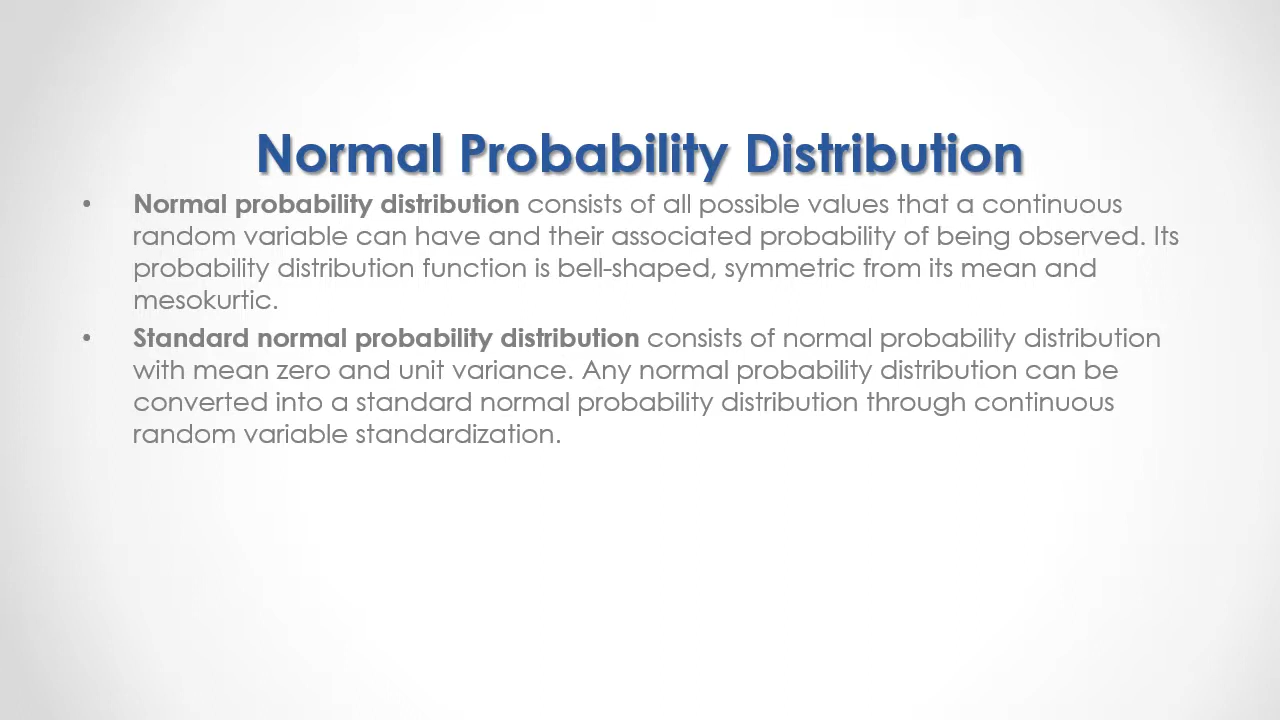 Normal Probability Distribution
• Normal probability distribution consists of all possible values that a continuous
random variable can have and their associated probability of being observed. Its
probability distribution function is bell-shaped, symmetric from its mean and
mesokurtic.
• Standard normal probability distribution consists of normal probability distribution
with mean zero and unit variance. Any normal probability distribution can be
converted into a standard normal probability distribution through continuous
random variable standardization.